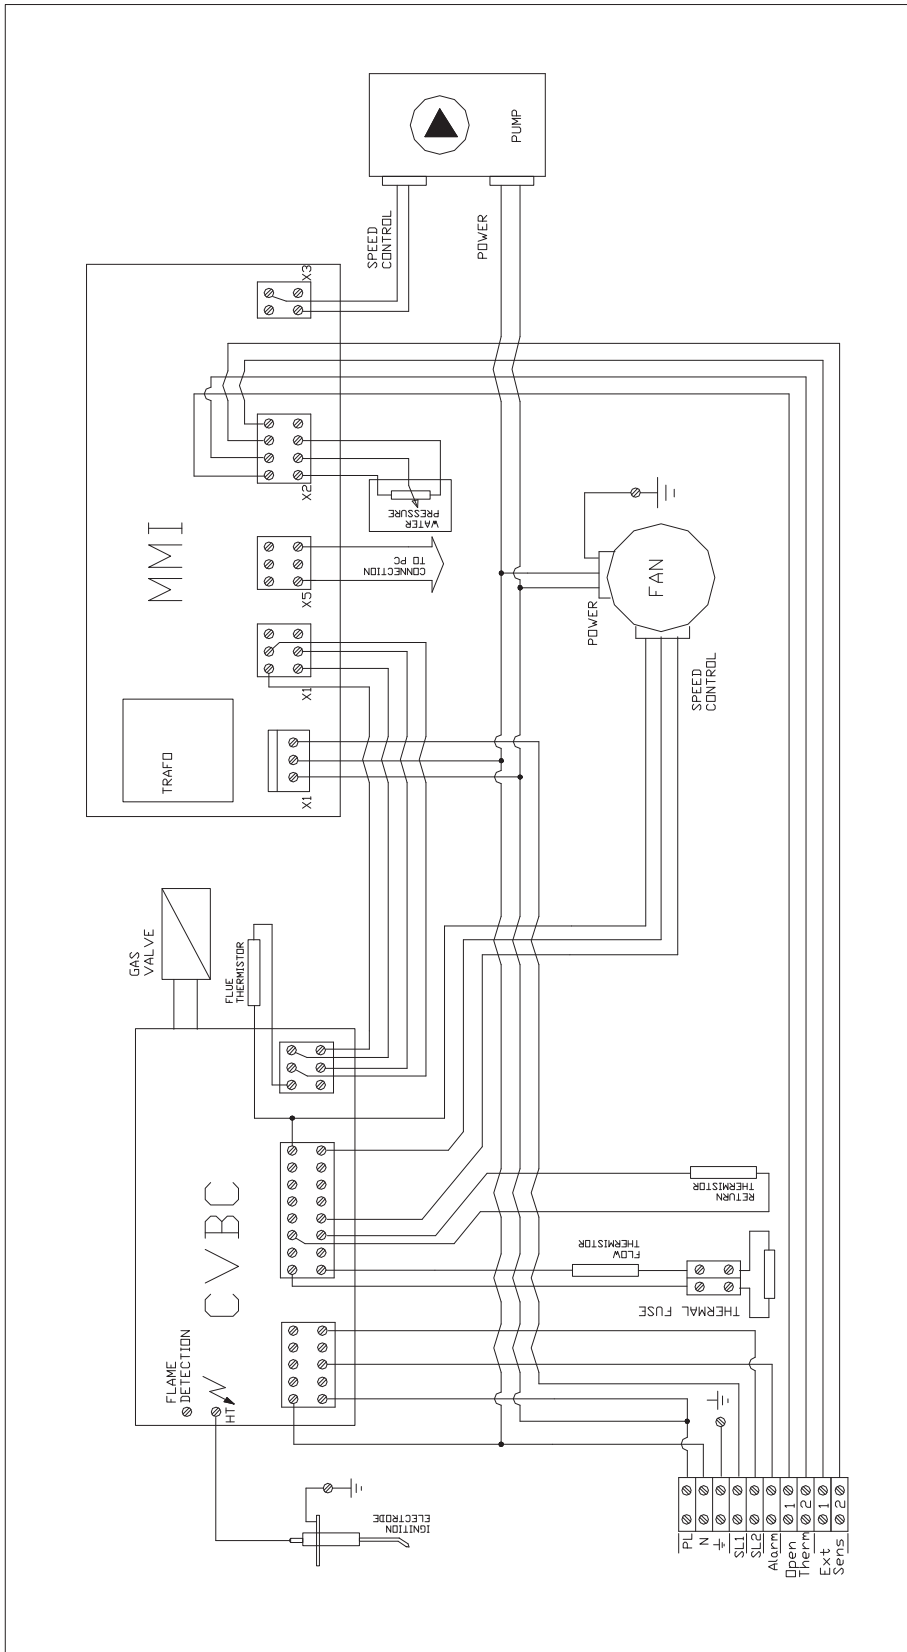 PUMP
SPEED
CONTROL
POWER
X3
MMI
X2
WATER
PRESSURE
X5
CONNECTION
TO PC
X1
TRAFO
X1
POWER
FAN
SPEED
CONTROL
GAS
VALVE
FLUE
THERMISTOR
CVBC
RETURN
THERMISTOR
FLOW
THERMISTOR
THERMAL FUSE
FLAME
DETECTION
HT
IGNITION
ELECTRODE
PL
N
SL1
SL2
Alarm
Open 1
Therm 2
Ext 1
Sens 2